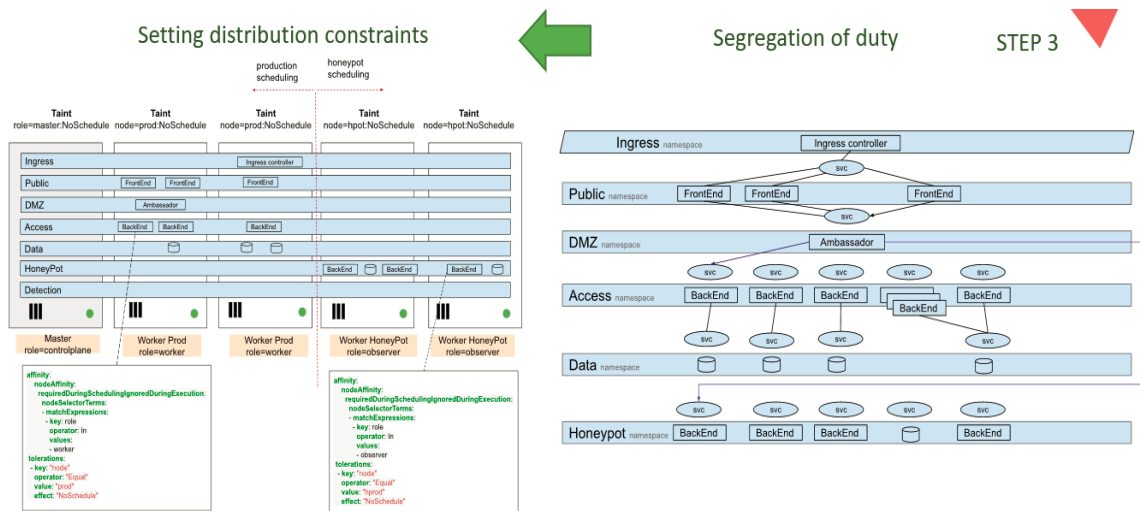 Setting distribution constraints
Segregation of duty
STEP 3
production
scheduling
honeypot
scheduling
Taint
role=master:NoSchedule
Taint
node=prod:NoSchedule
Taint
node=prod:NoSchedule
Taint
node=hpot:NoSchedule
Taint
node=hpot:NoSchedule
Ingress
Ingress controller
Public
FrontEnd
FrontEnd
FrontEnd
DMZ
Ambassador
Access
BackEnd
BackEnd
BackEnd
Data
HoneyPot
BackEnd
BackEnd
BackEnd
Detection
Master
role=controlplane
Worker Prod
role=worker
Worker Prod
role=worker
Worker HoneyPot
role=observer
Worker HoneyPot
role=observer
affinity:
nodeAffinity:
requiredDuringSchedulingIgnoredDuringExecution:
nodeSelectorTerms:
- matchExpressions:
- key: role
operator: In
values:
- worker
tolerations:
- key: "node"
operator: "Equal"
value: "prod"
effect: "NoSchedule"
affinity:
nodeAffinity:
requiredDuringSchedulingIgnoredDuringExecution:
nodeSelectorTerms:
- matchExpressions:
- key: role
operator: In
values:
- observer
tolerations:
- key: "node"
operator: "Equal"
value: "hprod"
effect: "NoSchedule"
Ingress namespace
Ingress controller
svc
Public namespace
FrontEnd
FrontEnd
FrontEnd
svc
DMZ namespace
Ambassador
svc
svc
svc
svc
svc
Access namespace
BackEnd
BackEnd
BackEnd
BackEnd
BackEnd
svc
svc
svc
svc
Data namespace
svc
svc
svc
svc
svc
Honeypot namespace
BackEnd
BackEnd
BackEnd
BackEnd